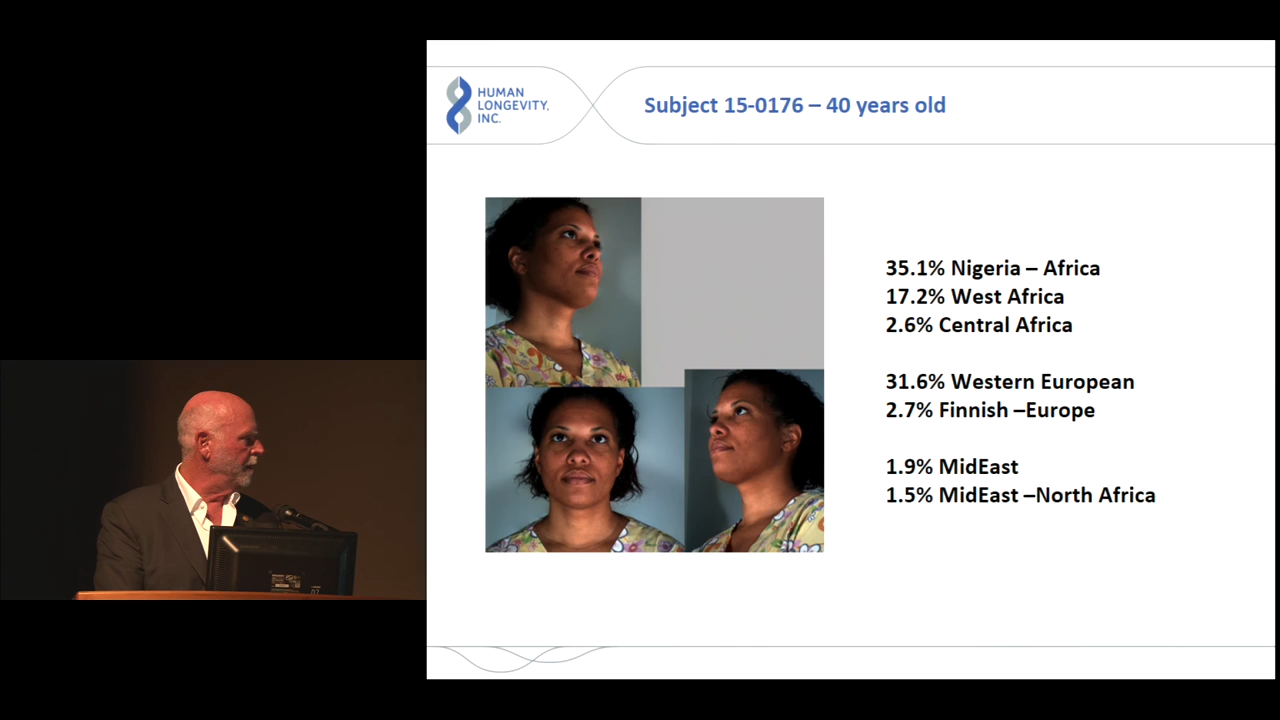 HUMAN
LONGEVITY,
INC.
Subject 15-0176 – 40 years old
35.1% Nigeria – Africa
17.2% West Africa
2.6% Central Africa
31.6% Western European
2.7% Finnish –Europe
1.9% MidEast
1.5% MidEast –North Africa